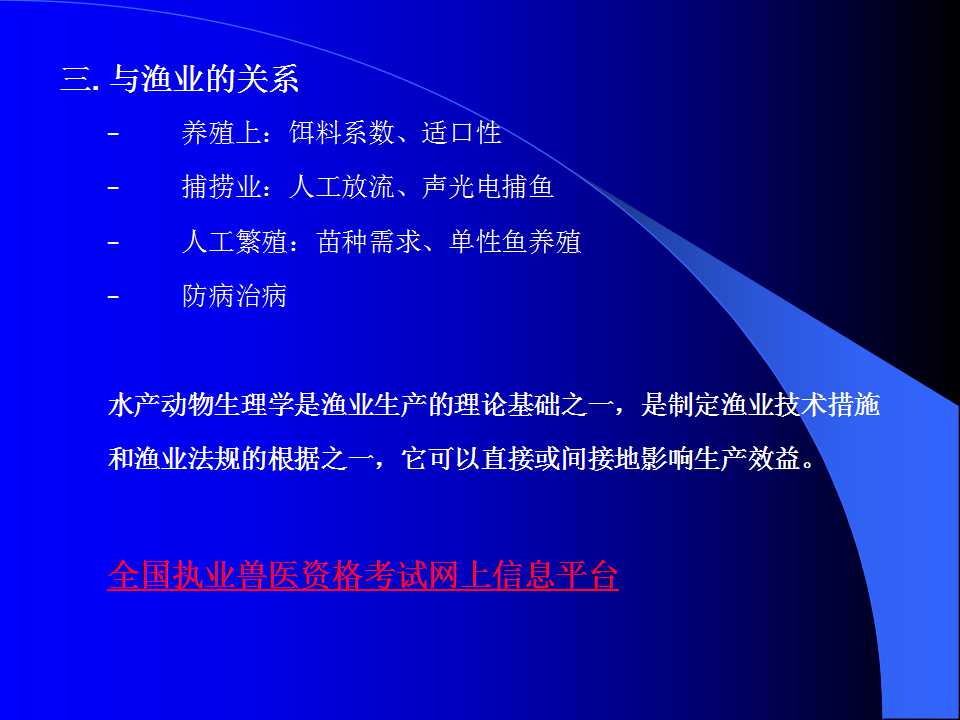 三. 与渔业的关系
– 养殖上：饵料系数、适口性
– 捕捞业：人工放流、声光电捕鱼
– 人工繁殖：苗种需求、单性鱼养殖
– 防病治病
水产动物生理学是渔业生产的理论基础之一，是制定渔业技术措施
和渔业法规的根据之一，它可以直接或间接地影响生产效益。
全国执业兽医资格考试网上信息平台